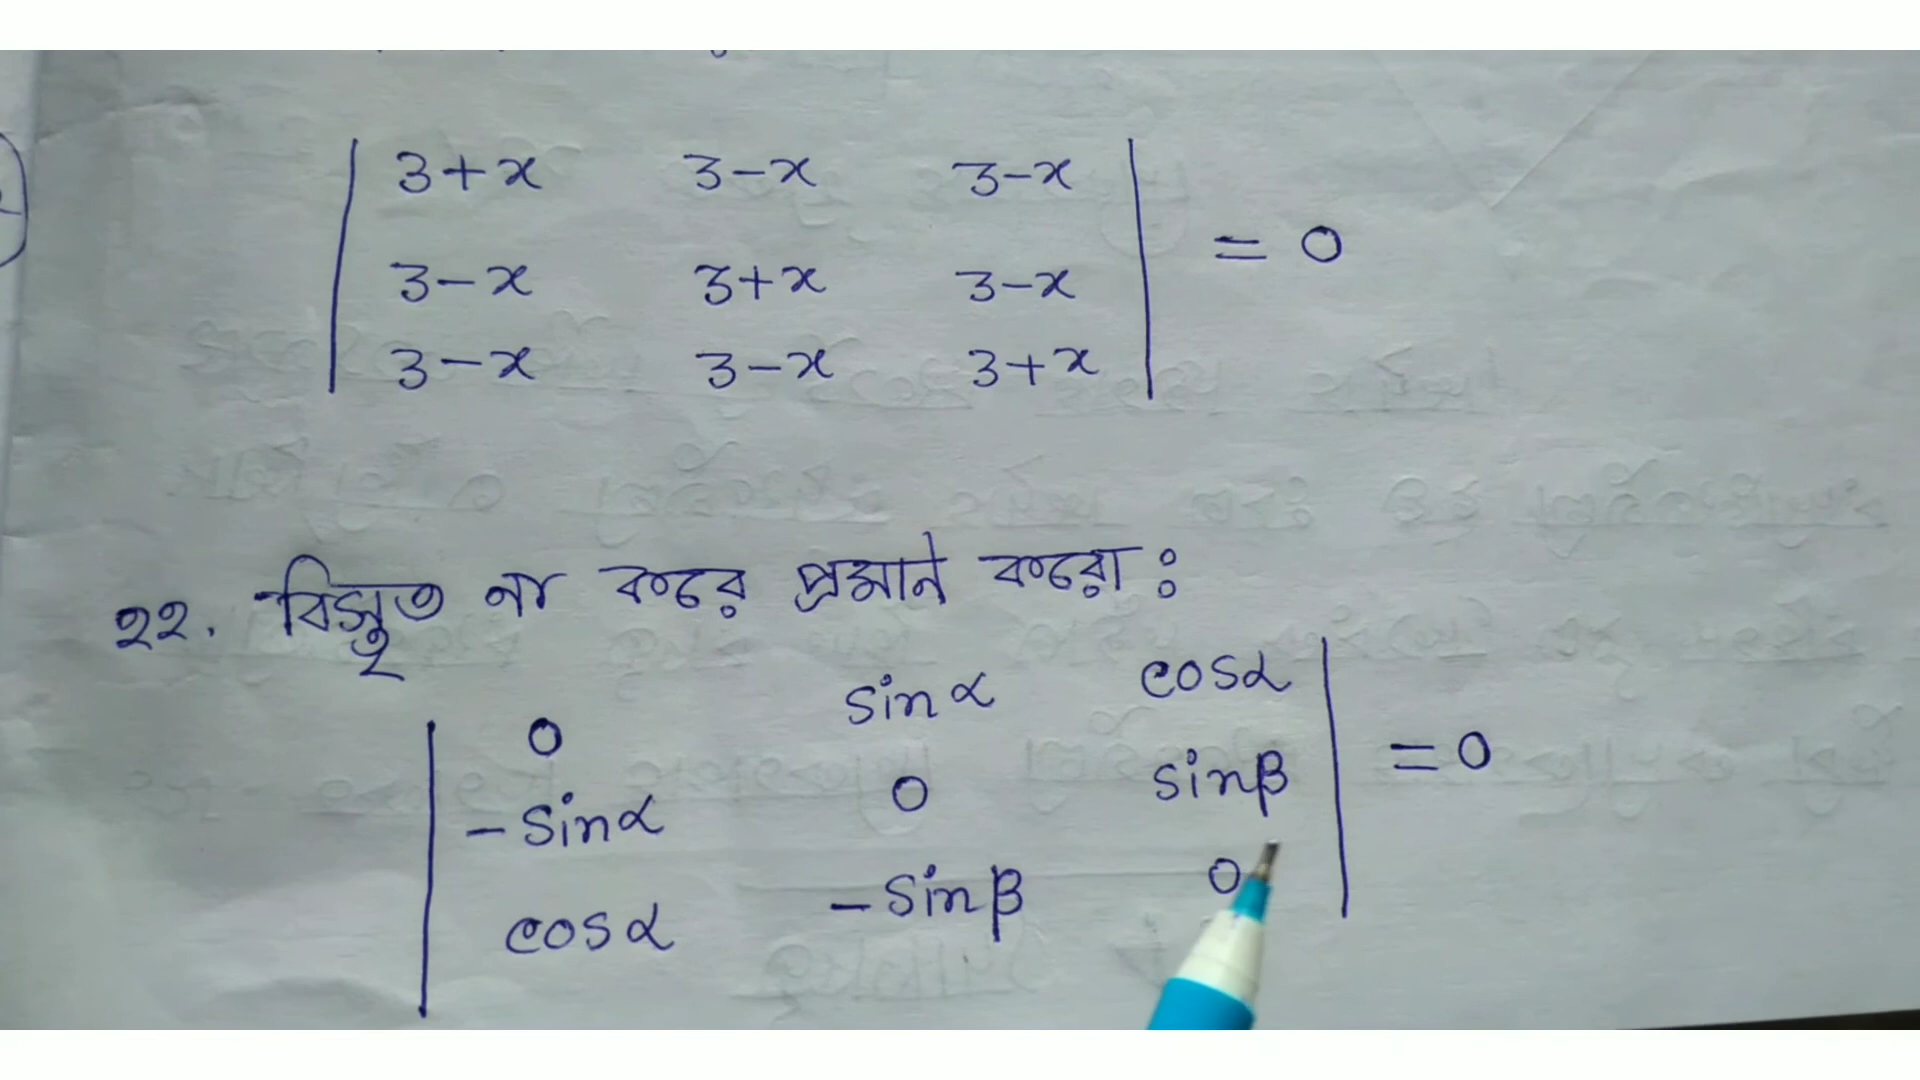 3+x 3-x 3-x
3-x 3+x 3-x = 0
3-x 3-x 3+x
22. বিস্তৃত না করে প্রমান করো :
0 sinα cosα
-sinα 0 sinβ = 0
cosα -sinβ 0